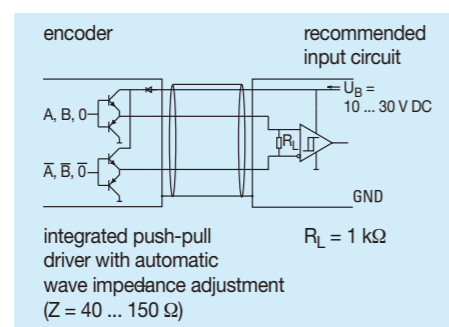 encoder
recommended
input circuit
U_B =
10 ... 30 V DC
A, B, 0
R_L
A̅, B̅, 0̅
GND
integrated push-pull
driver with automatic
wave impedance adjustment
(Z = 40 ... 150 Ω)
R_L = 1 kΩ